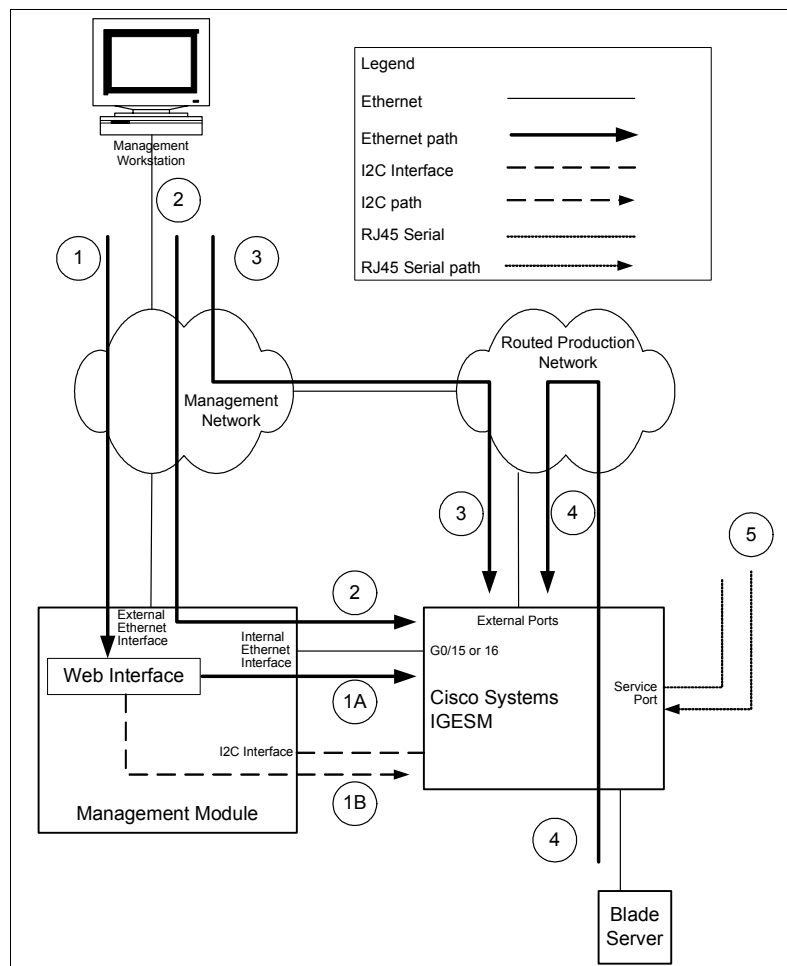 Legend
Ethernet
Ethernet path
I2C Interface
I2C path
RJ45 Serial
RJ45 Serial path
Management
Workstation
2
1
3
Routed Production
Network
Management
Network
3
4
5
2
External
Ethernet
Interface
Internal
Ethernet
Interface
External Ports
G0/15 or 16
Web Interface
1A
Cisco Systems
IGESM
Service
Port
I2C Interface
1B
Management Module
4
Blade
Server